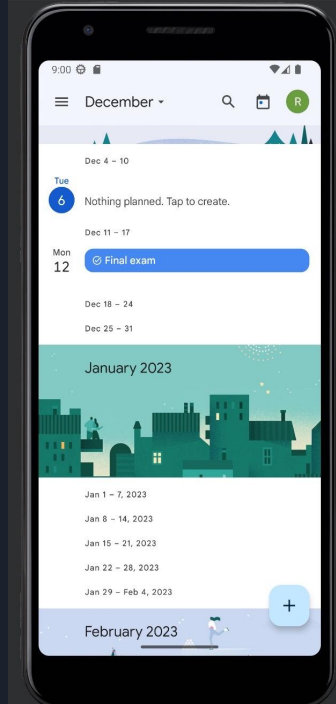 9:00
December
R
Dec 4 – 10
Tue
6
Nothing planned. Tap to create.
Dec 11 – 17
Mon
12
Final exam
Dec 18 – 24
Dec 25 – 31
January 2023
Jan 1 – 7, 2023
Jan 8 – 14, 2023
Jan 15 – 21, 2023
Jan 22 – 28, 2023
Jan 29 – Feb 4, 2023
+
February 2023